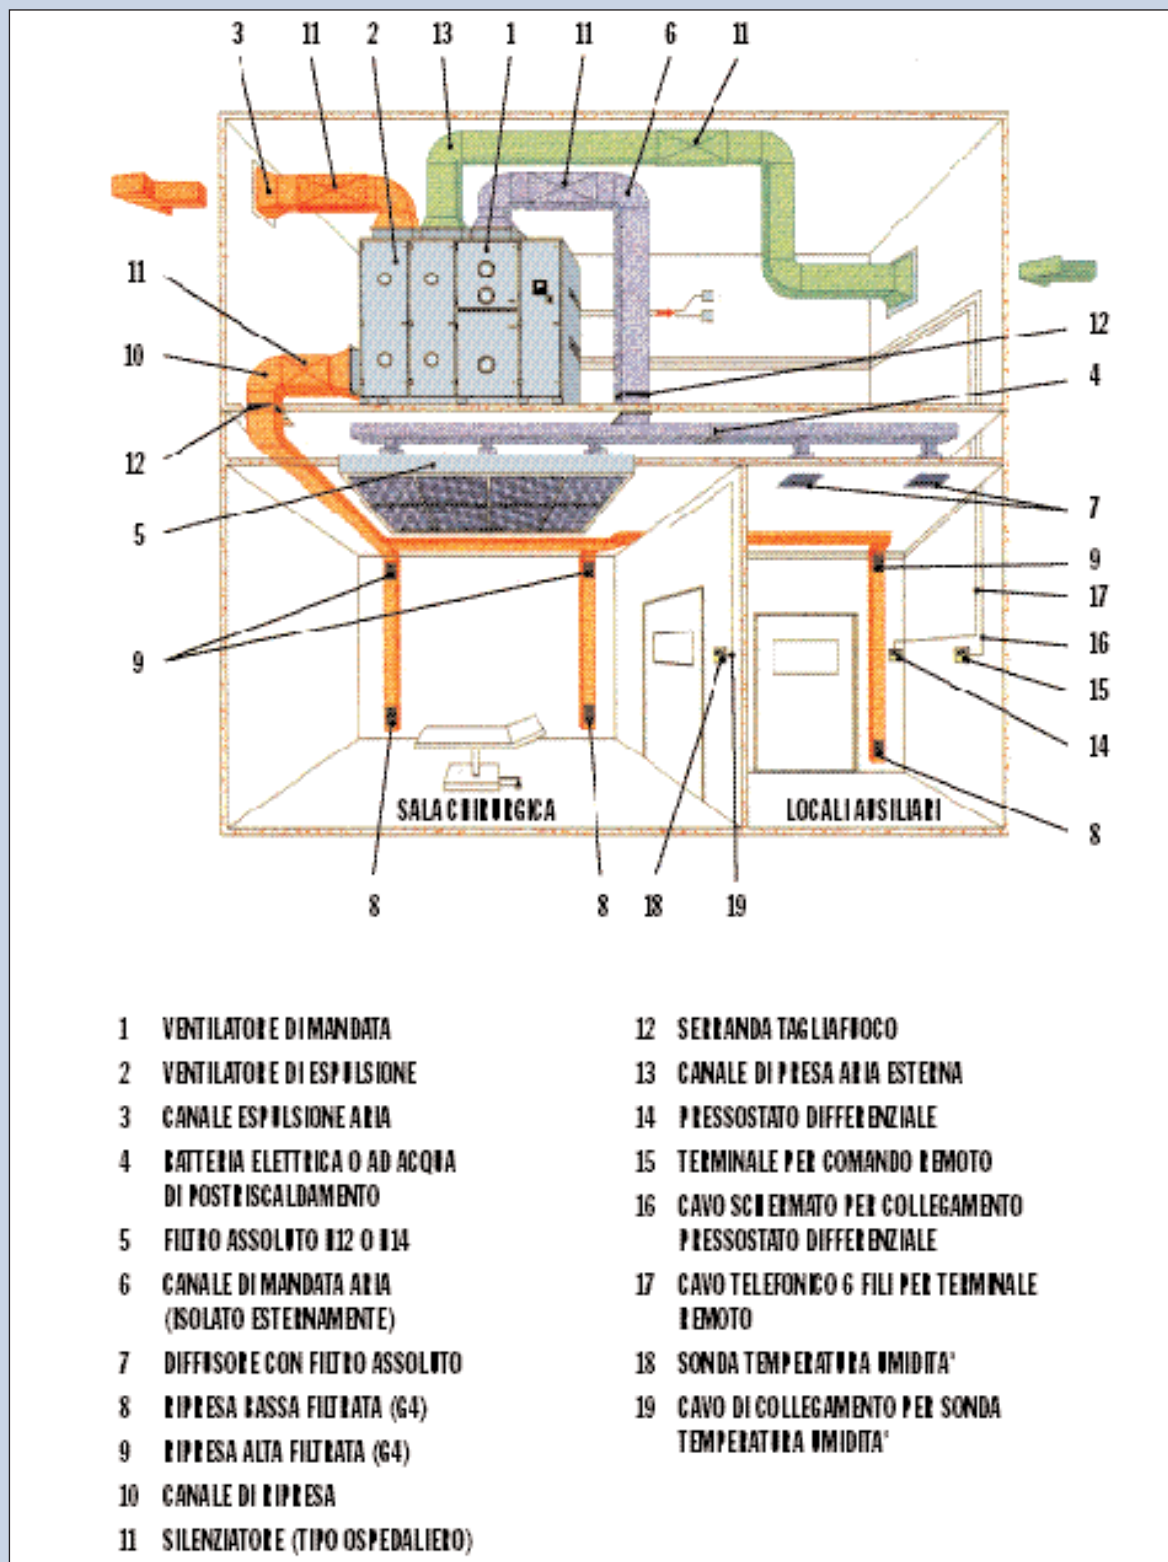 3 11 2 13 1 11 6 11
11
12
10
4
12
7
5
9
17
16
9
15
14
SALA CHIRURGICA LOCALI AUSILIARI
8
8 8 18 19
1 VENTILATORE DI MANDATA
2 VENTILATORE DI ESPULSIONE
3 CANALE ESPULSIONE ARIA
4 BATTERIA ELETTRICA O AD ACQUA
DI POSTRISCALDAMENTO
5 FILTRO ASSOLUTO H12 O H14
6 CANALE DI MANDATA ARIA
(ISOLATO ESTERNAMENTE)
7 DIFFUSORE CON FILTRO ASSOLUTO
8 RIPRESA BASSA FILTRATA (G4)
9 RIPRESA ALTA FILTRATA (G4)
10 CANALE DI RIPRESA
11 SILENZIATORE (TIPO OSPEDALIERO)
12 SERRANDA TAGLIAFUOCO
13 CANALE DI PRESA ARIA ESTERNA
14 PRESSOSTATO DIFFERENZIALE
15 TERMINALE PER COMANDO REMOTO
16 CAVO SCHERMATO PER COLLEGAMENTO
PRESSOSTATO DIFFERENZIALE
17 CAVO TELEFONICO 6 FILI PER TERMINALE
REMOTO
18 SONDA TEMPERATURA UMIDITA'
19 CAVO DI COLLEGAMENTO PER SONDA
TEMPERATURA UMIDITA'